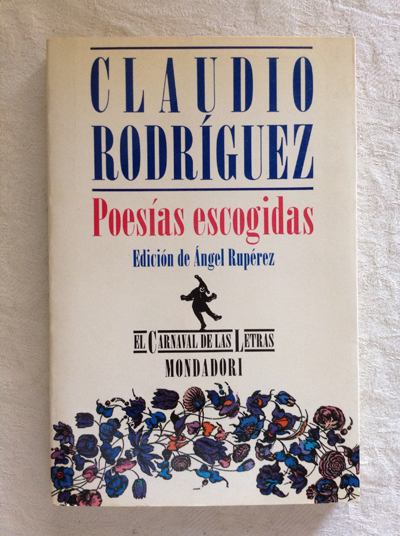 CLAUDIO
RODRÍGUEZ
Poesías escogidas
Edición de Ángel Rupérez
EL CARNAVAL DE LAS LETRAS
MONDADORI